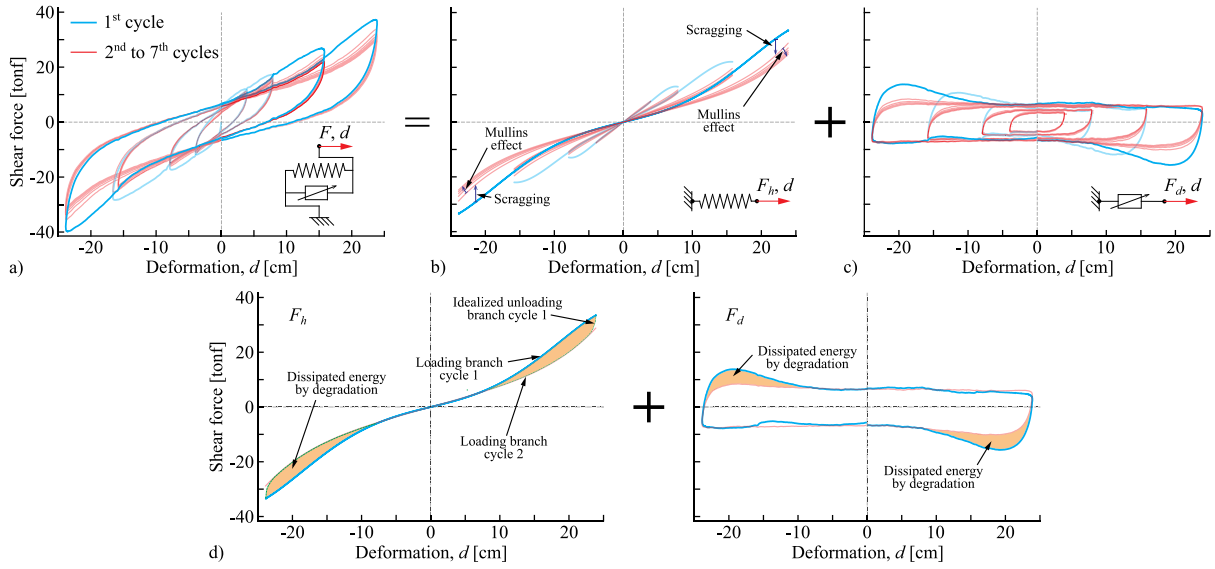 a)
1st cycle
2nd to 7th cycles
Shear force [tonf]
40
20
0
-20
-40
-20
-10
0
10
20
Deformation, d [cm]
F, d
=
b)
Scragging
Mullins
effect
Mullins
effect
Scragging
Fh, d
-20
-10
0
10
20
Deformation, d [cm]
+
c)
Fd, d
-20
-10
0
10
20
Deformation, d [cm]
d)
Fh
Shear force [tonf]
40
20
0
-20
-40
Idealized unloading
branch cycle 1
Loading branch
cycle 1
Dissipated energy
by degradation
Loading branch
cycle 2
-20
-10
0
10
20
Deformation, d [cm]
+
Fd
Dissipated energy
by degradation
Dissipated energy
by degradation
-20
-10
0
10
20
Deformation, d [cm]